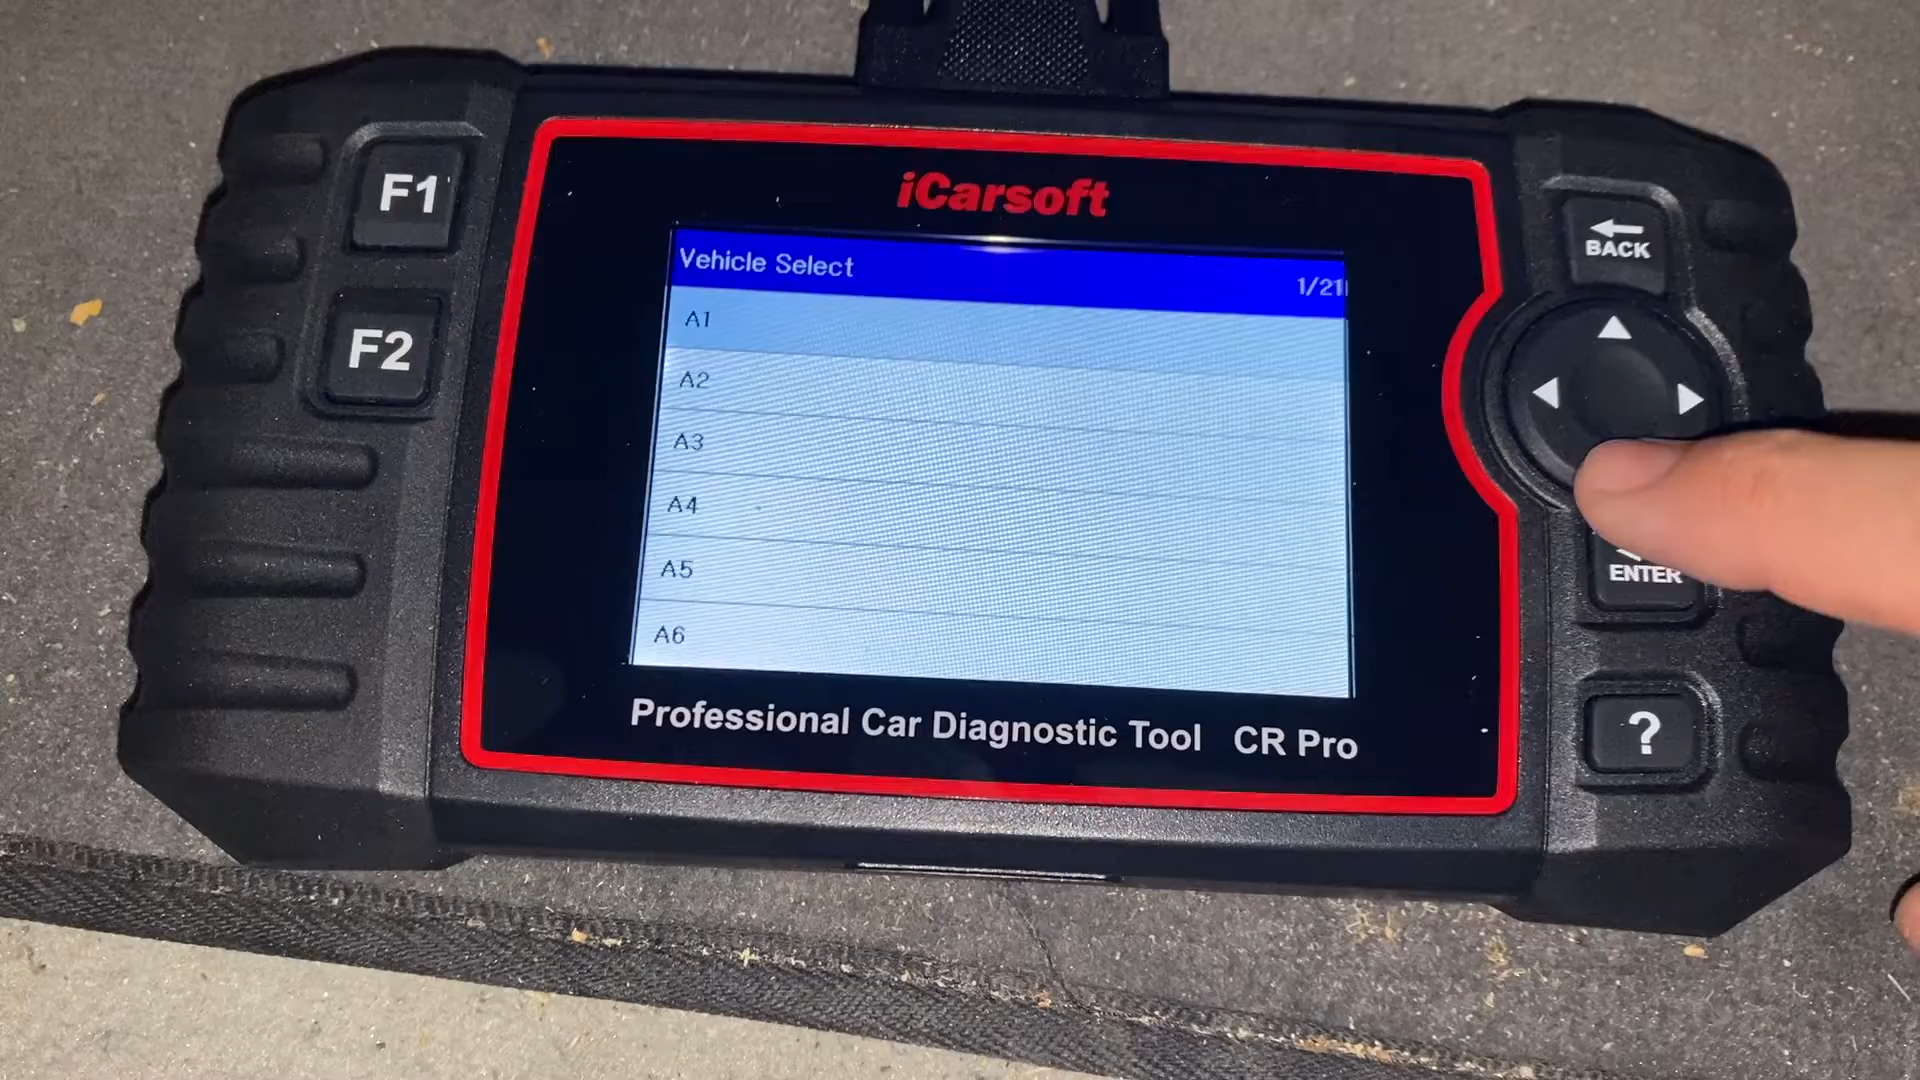 iCarsoft
F1
F2
BACK
Vehicle Select
1/21
A1
A2
A3
A4
A5
A6
ENTER
?
Professional Car Diagnostic Tool CR Pro